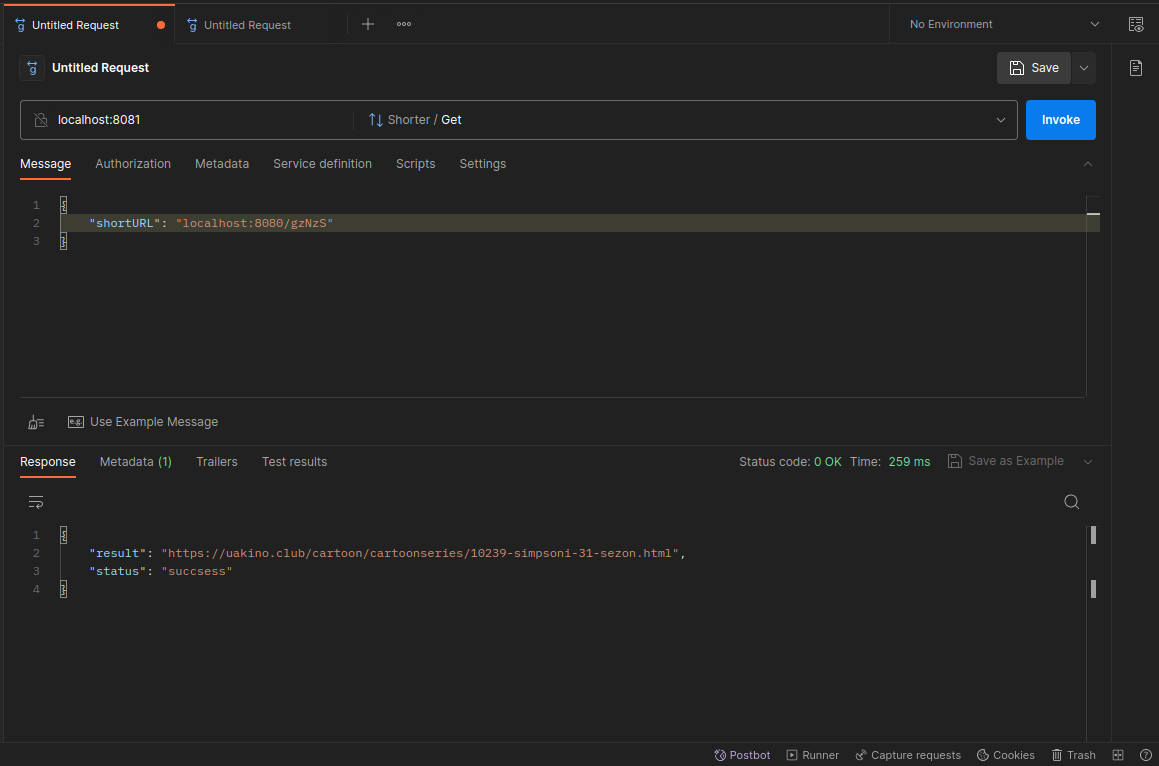 Untitled Request
Untitled Request
No Environment
Untitled Request
Save
localhost:8081
Shorter / Get
Invoke
Message
Authorization
Metadata
Service definition
Scripts
Settings
1 {
2 "shortURL": "localhost:8080/gzNzS"
3 }
e.g. Use Example Message
Response
Metadata (1)
Trailers
Test results
Status code: 0 OK Time: 259 ms
Save as Example
1 {
2 "result": "https://uakino.club/cartoon/cartoonseries/10239-simpsoni-31-sezon.html",
3 "status": "succsess"
4 }
Postbot
Runner
Capture requests
Cookies
Trash